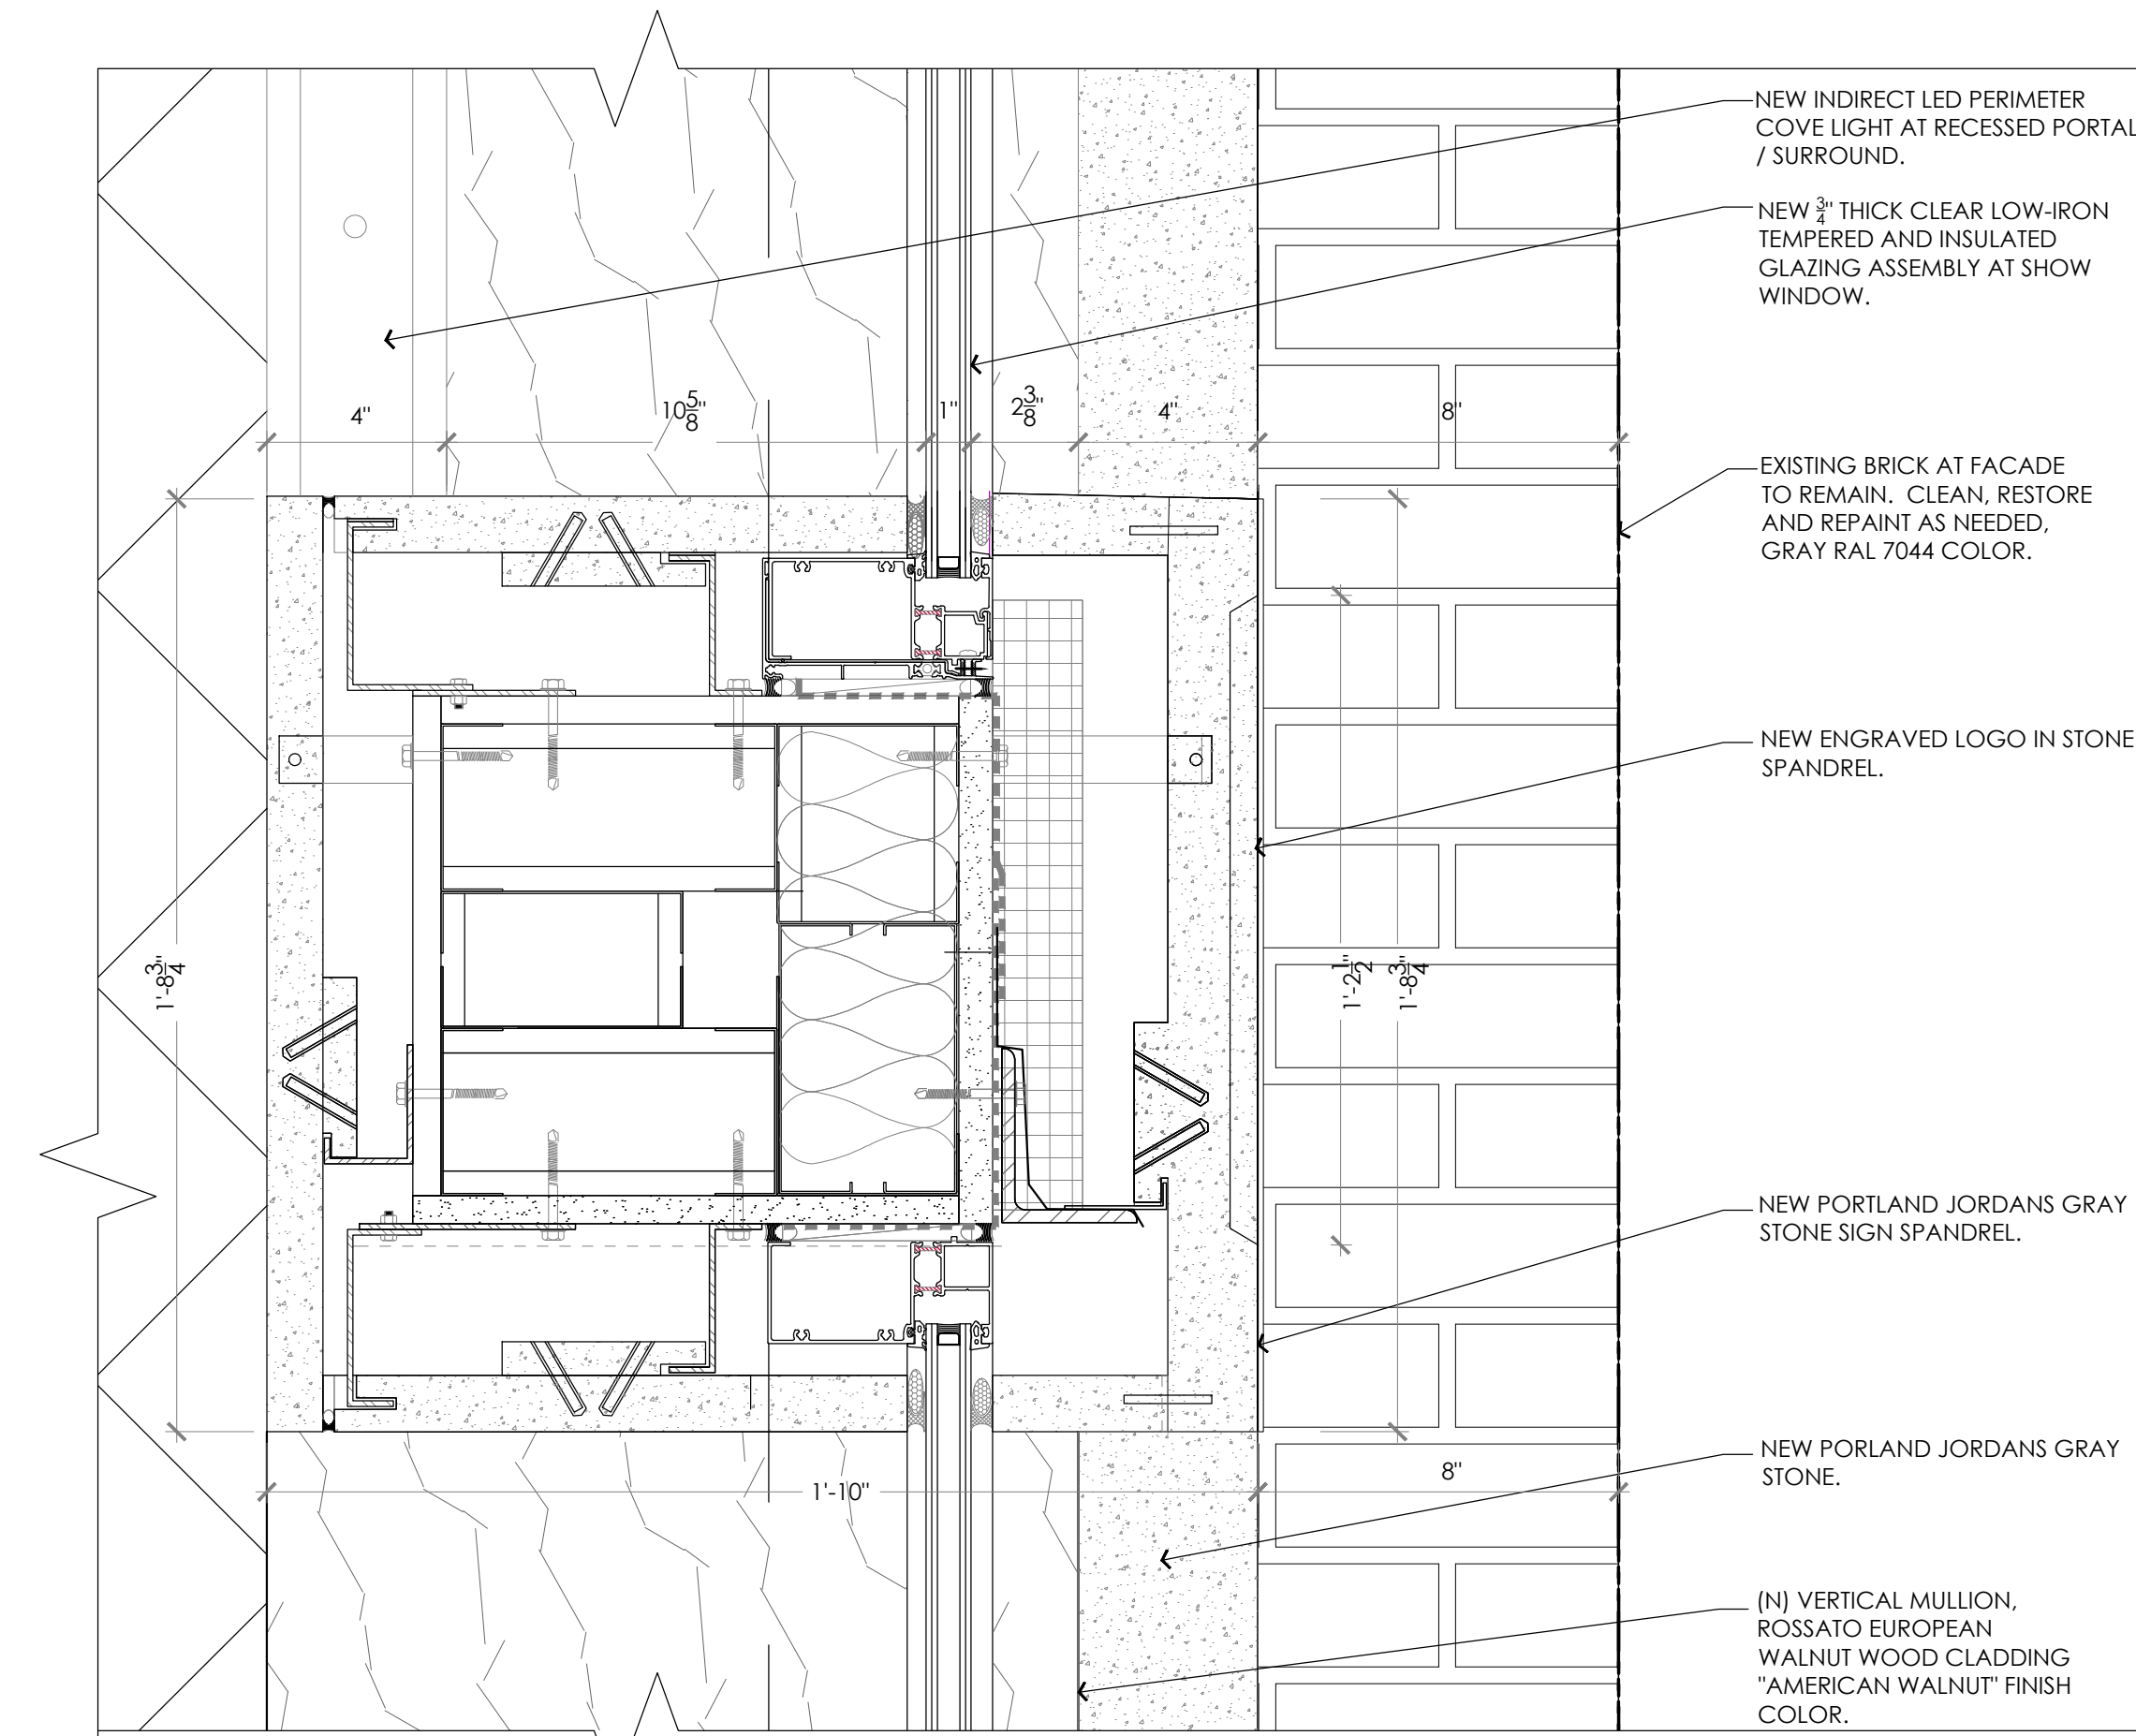 NEW INDIRECT LED PERIMETER
COVE LIGHT AT RECESSED PORTAL
/ SURROUND.
NEW 3/4" THICK CLEAR LOW-IRON
TEMPERED AND INSULATED
GLAZING ASSEMBLY AT SHOW
WINDOW.
4" 10 5/8" 1" 2 3/8" 4" 8"
EXISTING BRICK AT FACADE
TO REMAIN. CLEAN, RESTORE
AND REPAINT AS NEEDED,
GRAY RAL 7044 COLOR.
NEW ENGRAVED LOGO IN STONE
SPANDREL.
1'-8 3/4"
1'-2 1/2"
1'-8 3/4"
NEW PORTLAND JORDANS GRAY
STONE SIGN SPANDREL.
NEW PORLAND JORDANS GRAY
STONE.
1'-10" 8"
(N) VERTICAL MULLION,
ROSSATO EUROPEAN
WALNUT WOOD CLADDING
"AMERICAN WALNUT" FINISH
COLOR.